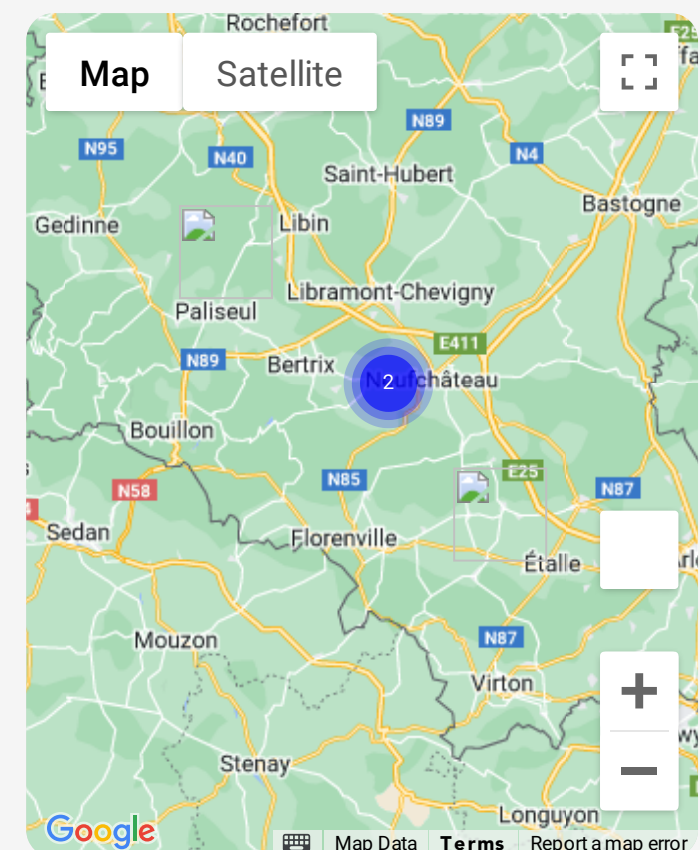 Rochefort
E25
Map
Satellite
N89
N95
N40
N4
Saint-Hubert
Bastogne
Gedinne
Libin
Libramont-Chevigny
Paliseul
E411
N89
Bertrix
2
Neufchâteau
Bouillon
E25
N85
N58
N87
Sedan
Florenville
Étalle
N87
Mouzon
Virton
Stenay
Longuyon
Google
Map Data
Terms
Report a map error